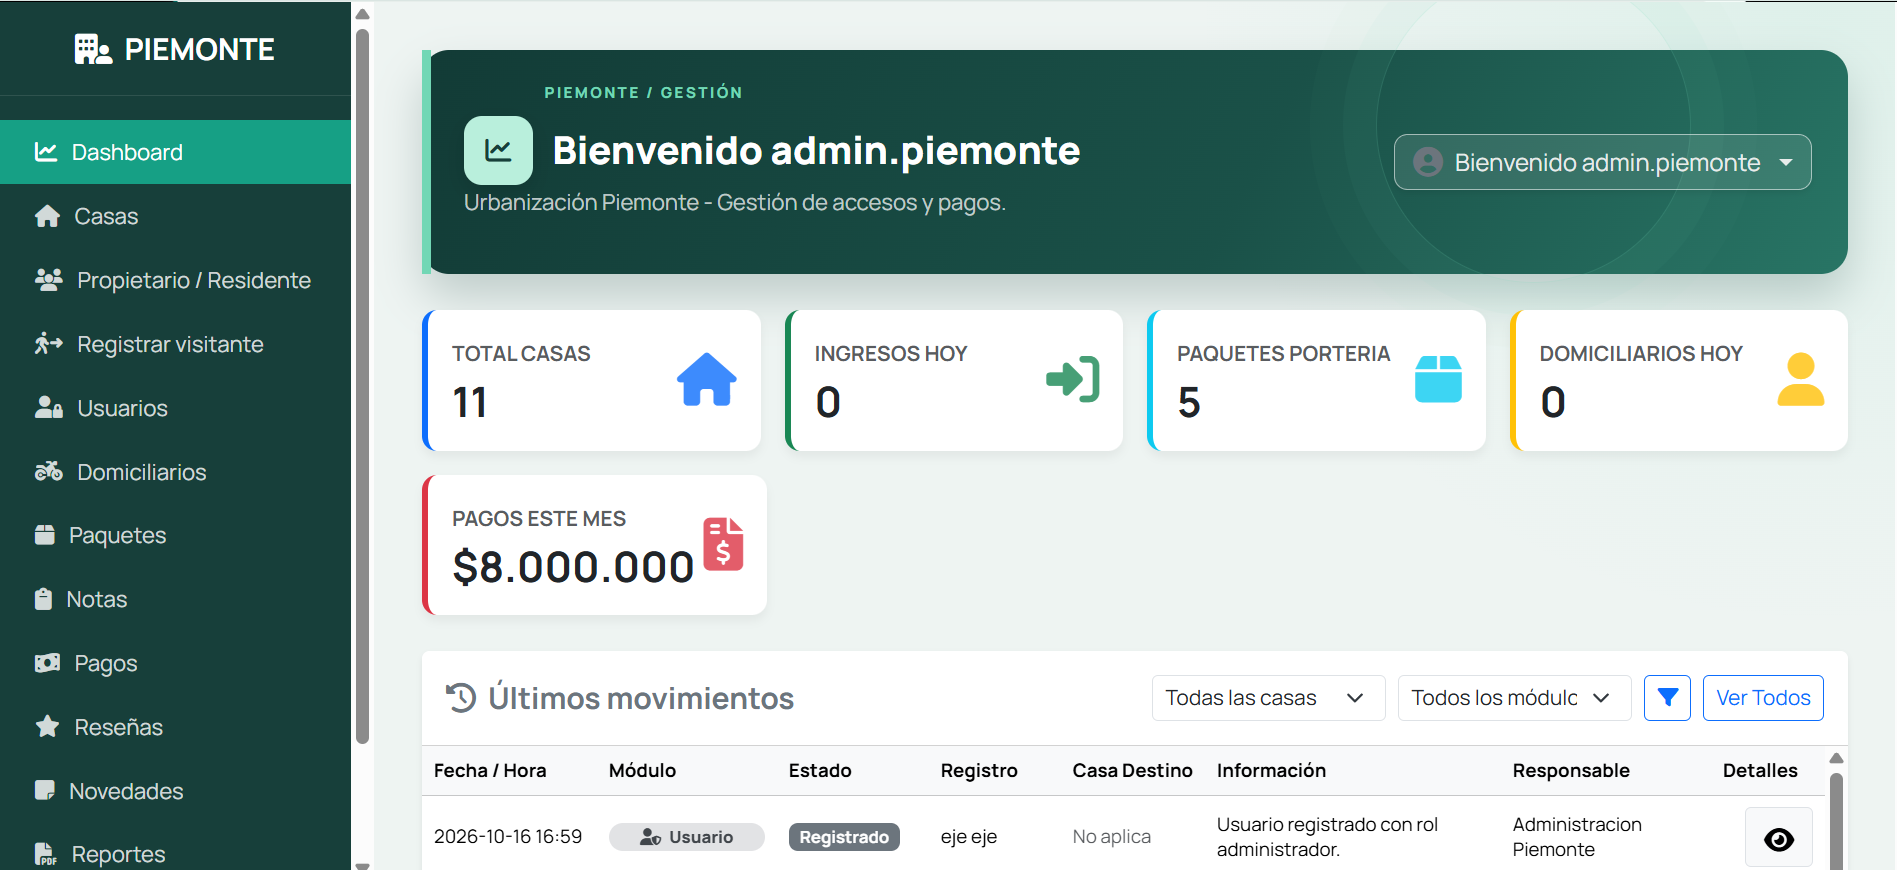 PIEMONTE
Dashboard
Casas
Propietario / Residente
Registrar visitante
Usuarios
Domiciliarios
Paquetes
Notas
Pagos
Reseñas
Novedades
PDF
Reportes
PIEMONTE / GESTIÓN
Bienvenido admin.piemonte
Urbanización Piemonte - Gestión de accesos y pagos.
Bienvenido admin.piemonte
TOTAL CASAS
11
INGRESOS HOY
0
PAQUETES PORTERIA
5
DOMICILIARIOS HOY
0
PAGOS ESTE MES
$8.000.000
Últimos movimientos
Todas las casas
Todos los módulo
Ver Todos
Fecha / Hora Módulo Estado Registro Casa Destino Información Responsable Detalles
2026-10-16 16:59 Usuario Registrado eje eje No aplica Usuario registrado con rol administrador. Administracion Piemonte